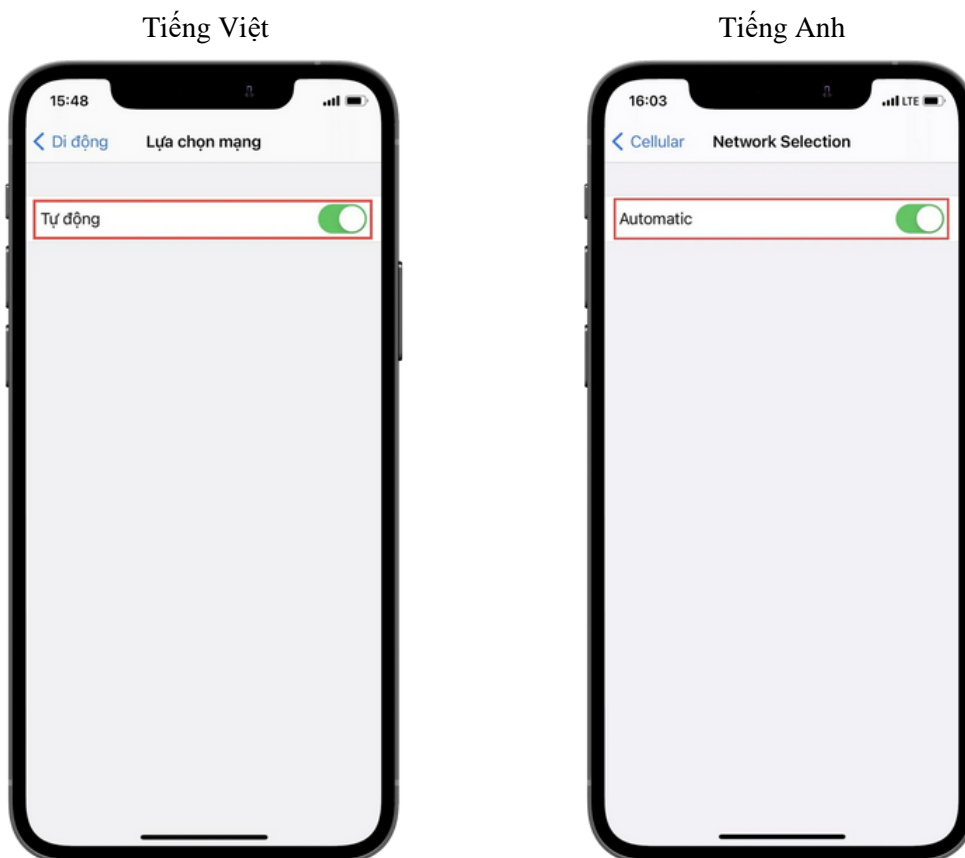 Tiếng Việt
15:48
Di động Lựa chọn mạng
Tự động
Tiếng Anh
16:03 LTE
Cellular Network Selection
Automatic